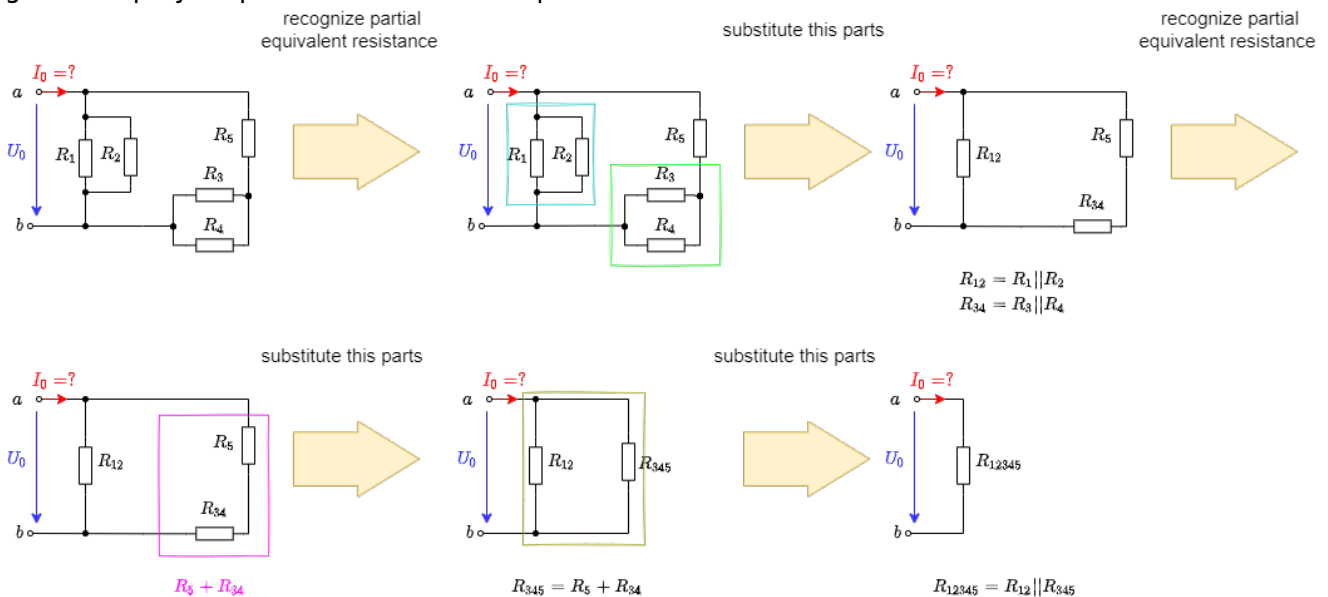 recognize partial
equivalent resistance
substitute this parts
recognize partial
equivalent resistance
I₀ =?
a
U₀
R₁
R₂
R₅
R₃
R₄
b
I₀ =?
a
U₀
R₁
R₂
R₅
R₃
R₄
b
I₀ =?
a
U₀
R₁₂
R₅
R₃₄
b
R₁₂ = R₁||R₂
R₃₄ = R₃||R₄
substitute this parts
substitute this parts
I₀ =?
a
U₀
R₁₂
R₅
R₃₄
b
R₅ + R₃₄
I₀ =?
a
U₀
R₁₂
R₃₄₅
b
R₃₄₅ = R₅ + R₃₄
I₀ =?
a
U₀
R₁₂₃₄₅
b
R₁₂₃₄₅ = R₁₂||R₃₄₅